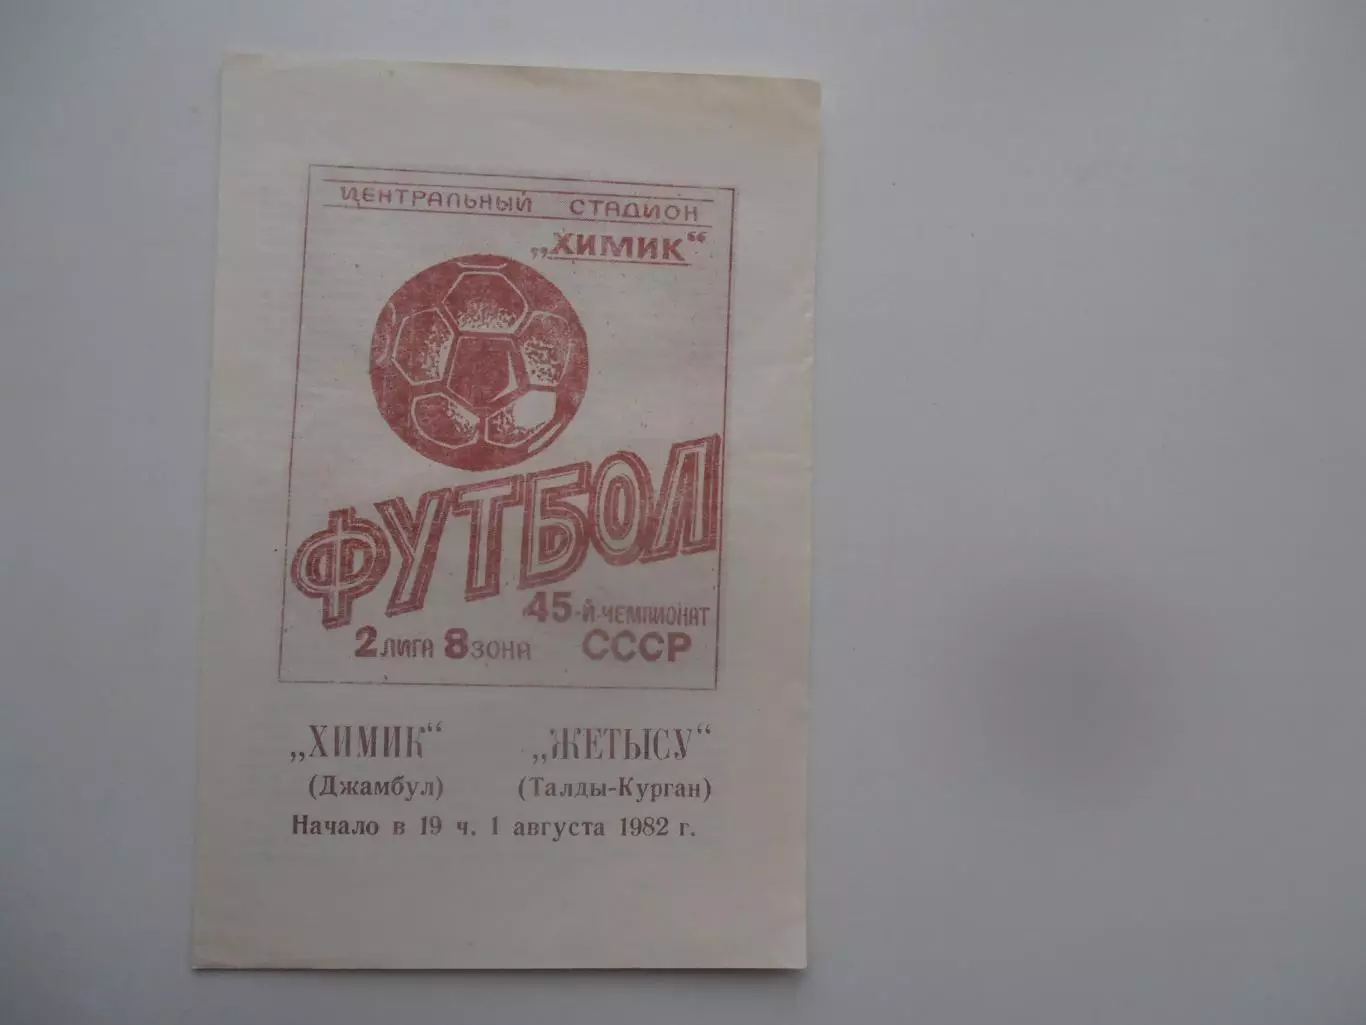 ЦЕНТРАЛЬНЫЙ СТАДИОН
„ХИМИК“
ФУТБОЛ
45-й ЧЕМПИОНАТ
2 ЛИГА 8 ЗОНА СССР
„ХИМИК“ „ЖЕТЫСУ“
(Джамбул) (Талды-Курган)
Начало в 19 ч. 1 августа 1982 г.